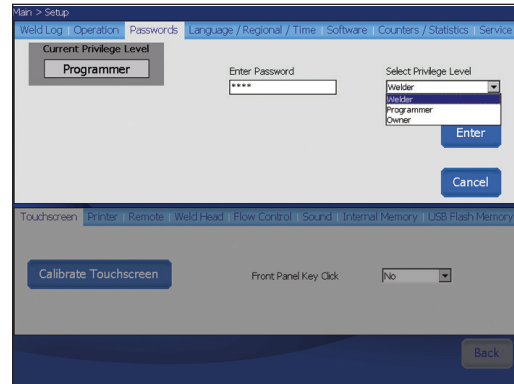 Main > Setup
Weld Log | Operation Passwords Language / Regional / Time | Software | Counters / Statistics | Service
Current Privilege Level
Programmer
Enter Password
****
Select Privilege Level
Welder
Welder
Programmer
Owner
Enter
Cancel
Touchscreen Printer | Remote | Weld Head | Flow Control | Sound | Internal Memory | USB Flash Memory
Calibrate Touchscreen
Front Panel Key Click
No
Back